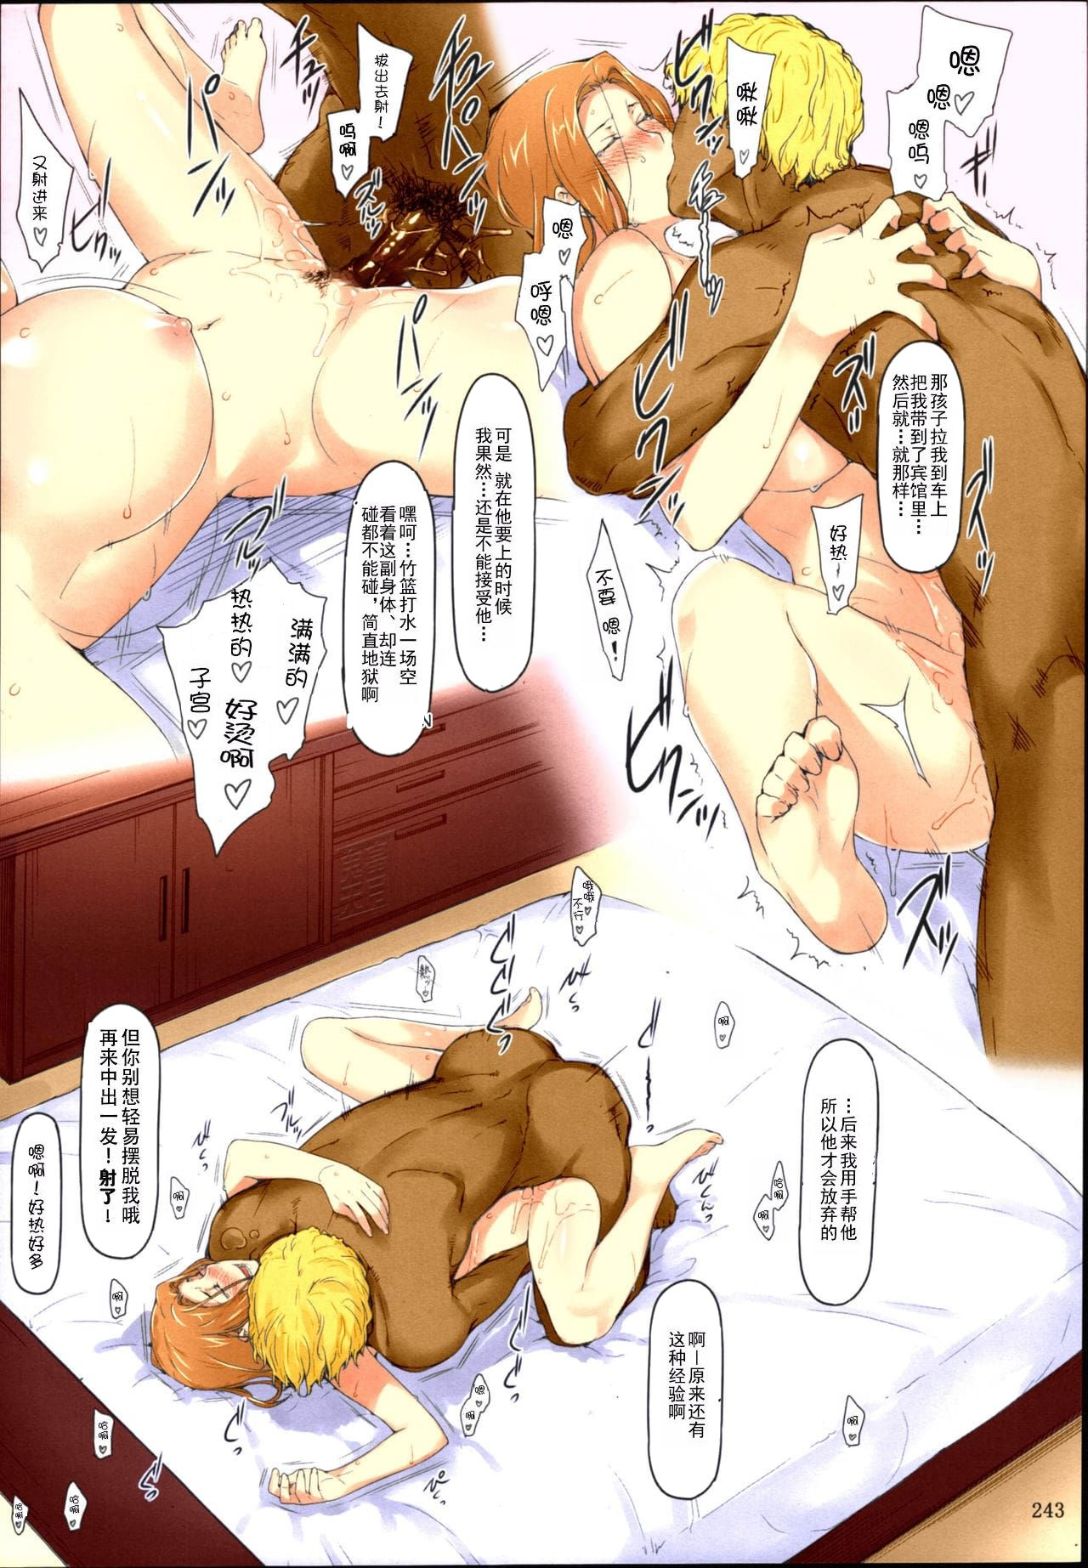 嗯♡
嗯♡
嗯呜♡
揉揉
拔出去射！
呜啊♡
又射进来♡
嗯♡
呼嗯♡
那孩子拉我到车上
把我带到了宾馆里…
然后就…就那样…
好热~♡
可是 就在他要上的时候
我果然…还是不能接受他…
嘿呵…竹篮打水一场空
看着这副身体、却连
碰都不能碰，简直地狱啊
不要 嗯！
满满的♡
热热的♡
好烫啊♡
子宫♡
哦哦♡
不行♡
…后来我用手帮他
所以他才会放弃的
但你别想轻易摆脱我哦
再来中出一发！射了！
嗯啊！好热好多
啊—原来还有
这种经验啊
243